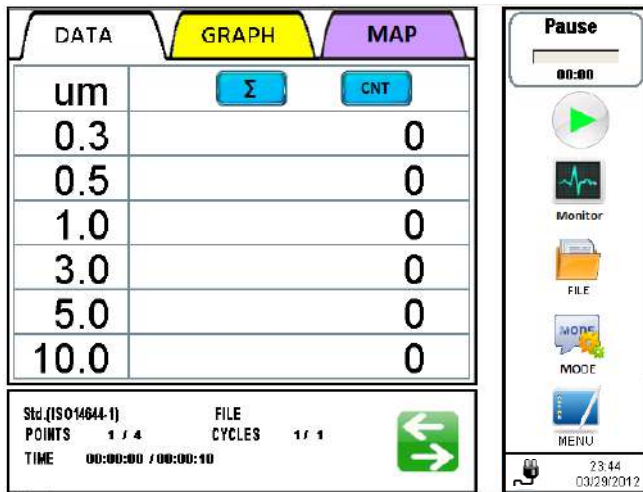 DATA GRAPH MAP
um Σ CNT
0.3 0
0.5 0
1.0 0
3.0 0
5.0 0
10.0 0
Std.(ISO14644-1) FILE
POINTS 1 / 4 CYCLES 1 / 1
TIME 00:00:00 / 00:00:10
Pause
00:00
Monitor
FILE
MODE
MODE
MENU
23:44
03/29/2012